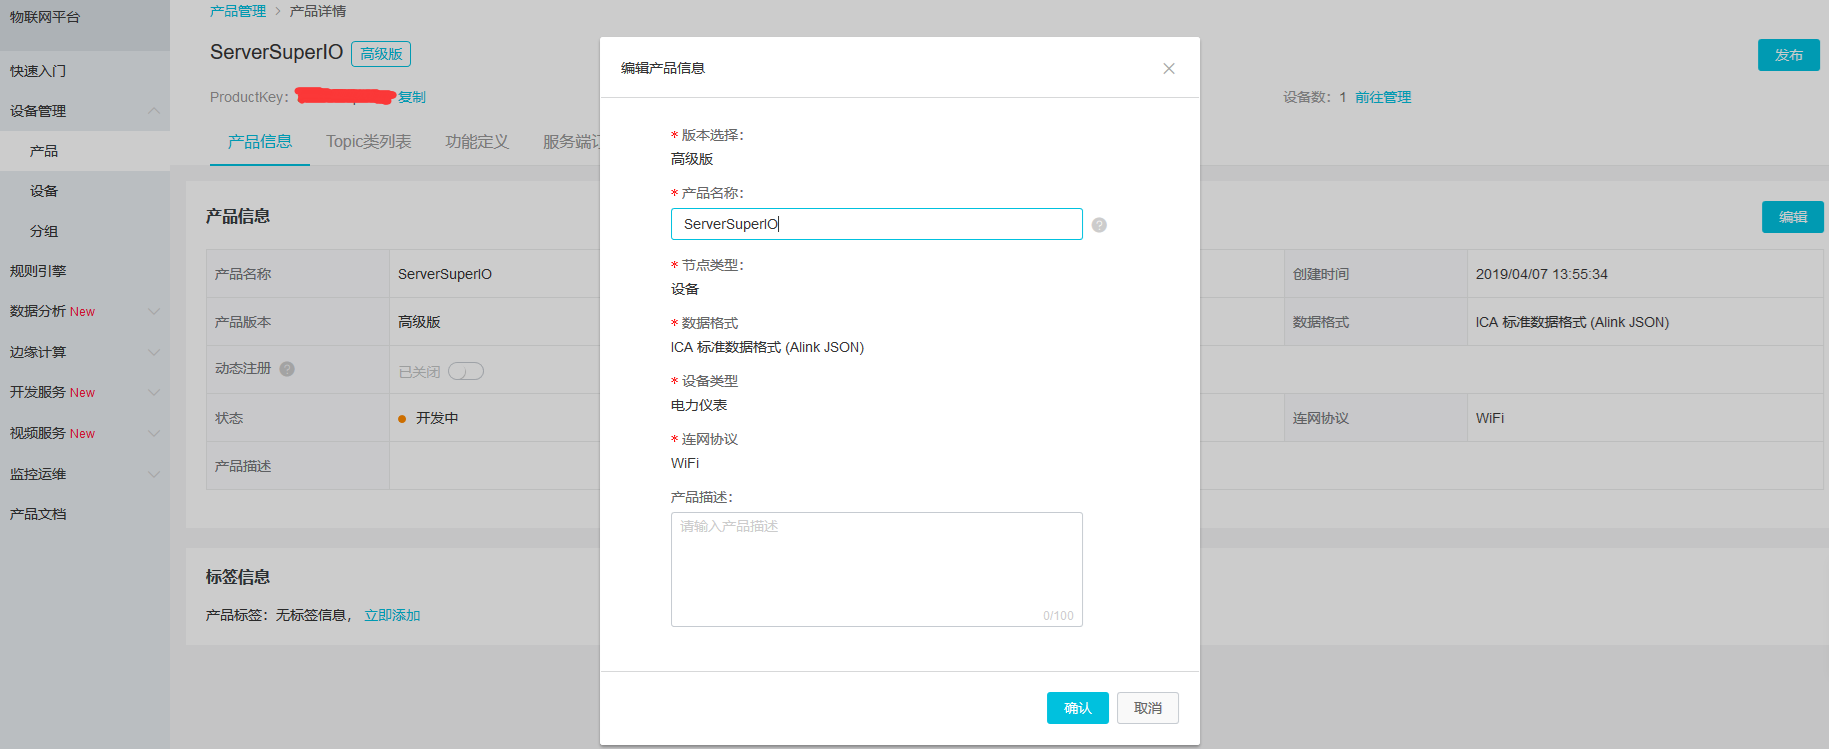 物联网平台
快速入门
设备管理
产品
设备
分组
规则引擎
数据分析 New
边缘计算
开发服务 New
视频服务 New
监控运维
产品文档
产品管理 > 产品详情
ServerSuperIO 高级版
发布
ProductKey： 复制
设备数：1 前往管理
产品信息 Topic类列表 功能定义 服务端订
产品信息
编辑
产品名称 ServerSuperIO
创建时间 2019/04/07 13:55:34
产品版本 高级版
数据格式 ICA 标准数据格式 (Alink JSON)
动态注册 ? 已关闭
状态 开发中
连网协议 WiFi
产品描述
标签信息
产品标签：无标签信息， 立即添加
编辑产品信息
* 版本选择：
高级版
* 产品名称：
ServerSuperIO
?
* 节点类型：
设备
* 数据格式
ICA 标准数据格式 (Alink JSON)
* 设备类型
电力仪表
* 连网协议
WiFi
产品描述：
请输入产品描述
0/100
确认 取消